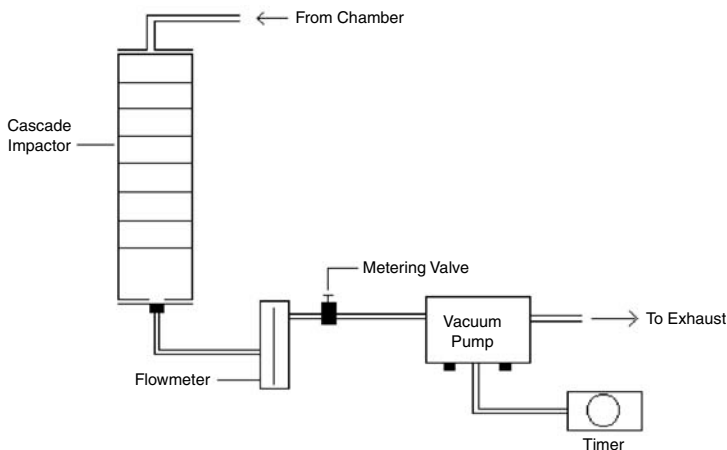 From Chamber
Cascade
Impactor
Metering Valve
Vacuum
Pump
To Exhaust
Flowmeter
Timer